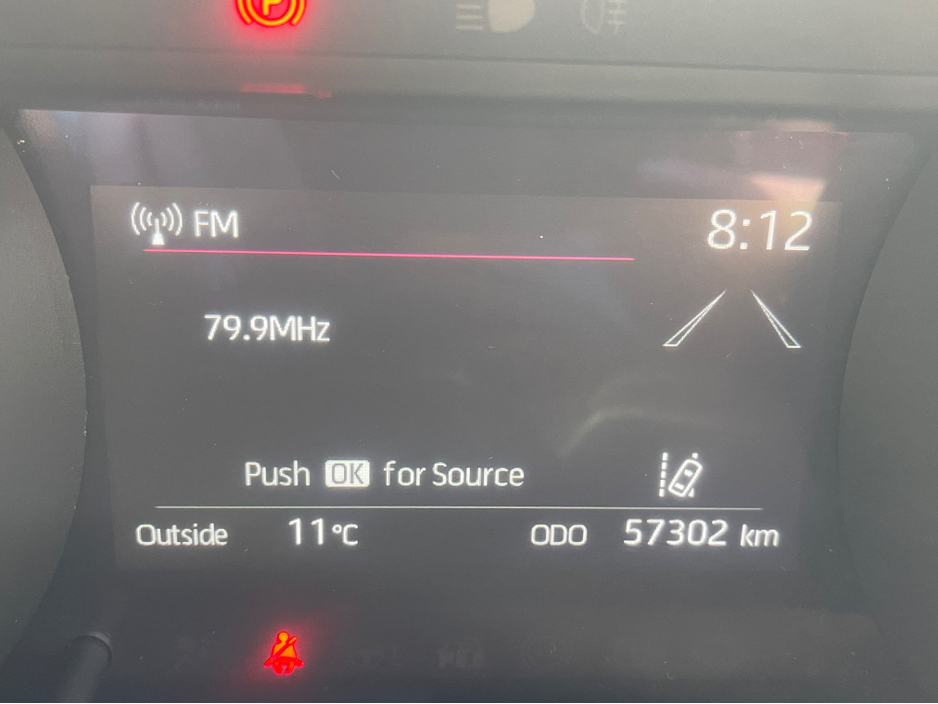 P
FM
8:12
79.9MHz
Push OK for Source
Outside 11°C ODO 57302 km